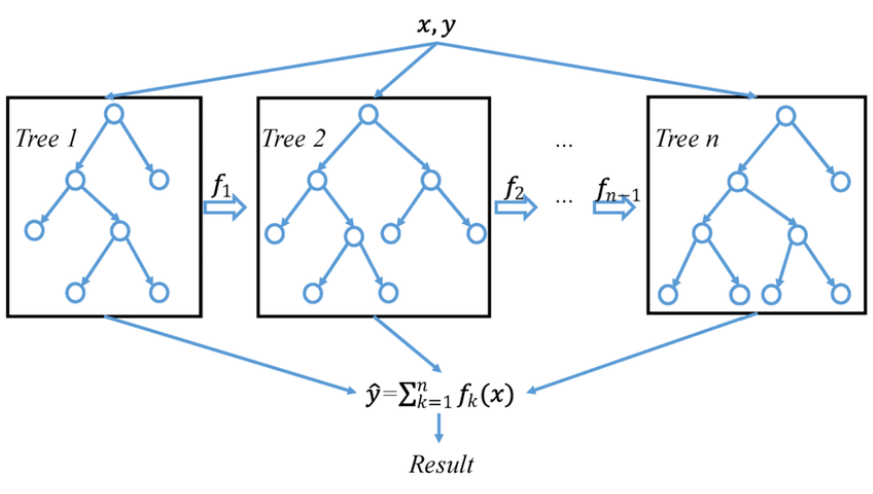 x, y
Tree 1
Tree 2
...
Tree n
f₁
f₂
...
fₙ₋₁
ŷ=∑ⁿₖ₌₁ fₖ(x)
Result